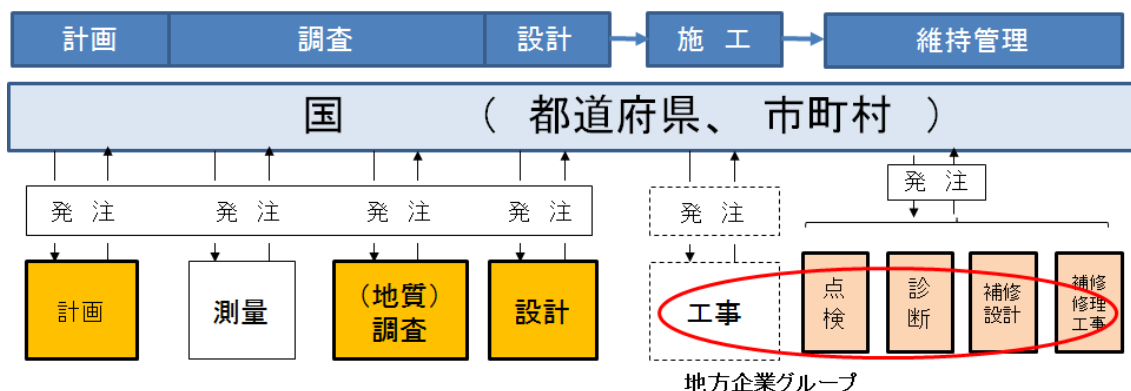 計画 調査 設計 施 工 維持管理
国 ( 都道府県、 市町村 )
発 注 発 注 発 注 発 注 発 注 発 注
計画
測量
(地質)
調査
設計
工事
点
検
診
断
補修
設計
補修
修理
工事
地方企業グループ